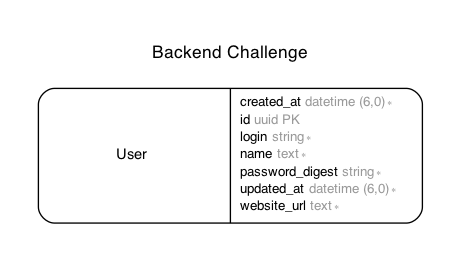 Backend Challenge
User
created_at datetime (6,0) *
id uuid PK
login string *
name text *
password_digest string *
updated_at datetime (6,0) *
website_url text *